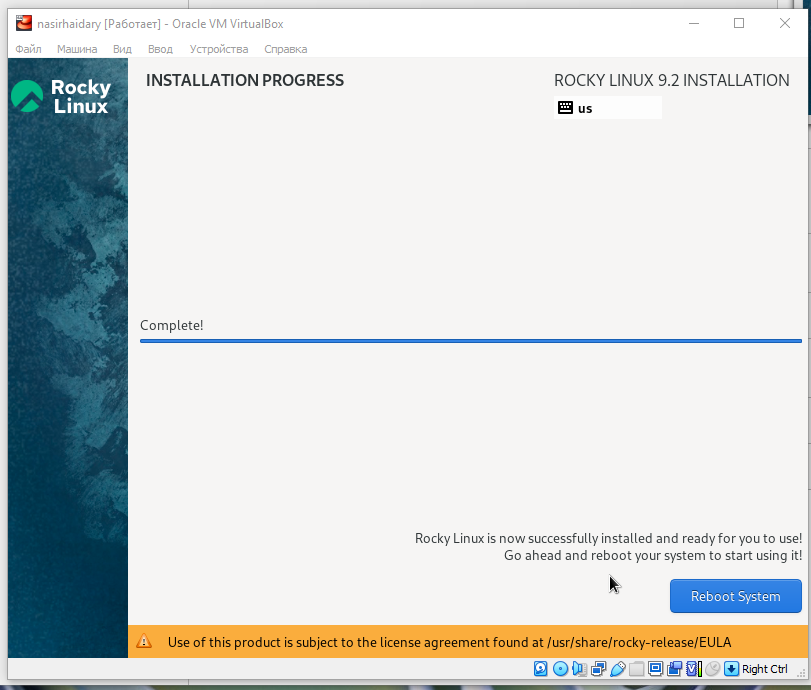 nasirhaidary [Работает] - Oracle VM VirtualBox
Файл Машина Вид Ввод Устройства Справка
Rocky
Linux
INSTALLATION PROGRESS
ROCKY LINUX 9.2 INSTALLATION
us
Complete!
Rocky Linux is now successfully installed and ready for you to use!
Go ahead and reboot your system to start using it!
Reboot System
Use of this product is subject to the license agreement found at /usr/share/rocky-release/EULA
Right Ctrl